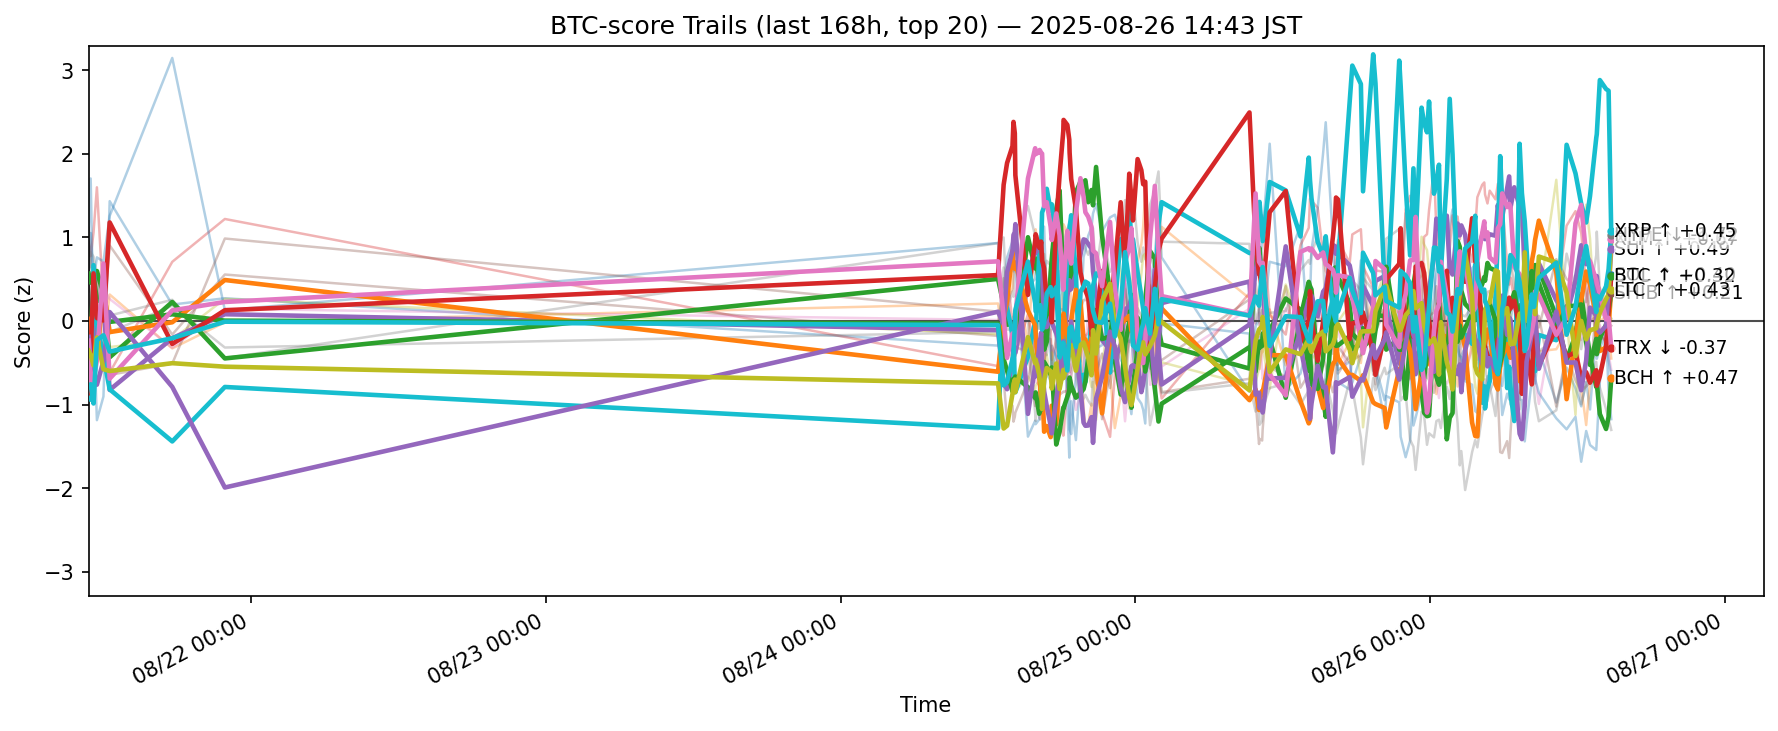 BTC-score Trails (last 168h, top 20) — 2025-08-26 14:43 JST
Score (z)
3
2
1
0
−1
−2
−3
XRP ↑ +0.45
SUI ↑ +0.49
BTC ↑ +0.30
LTC ↑ +0.43
SHIB ↑
TRX ↓ -0.37
BCH ↑ +0.47
08/22 00:00
08/23 00:00
08/24 00:00
08/25 00:00
08/26 00:00
08/27 00:00
Time